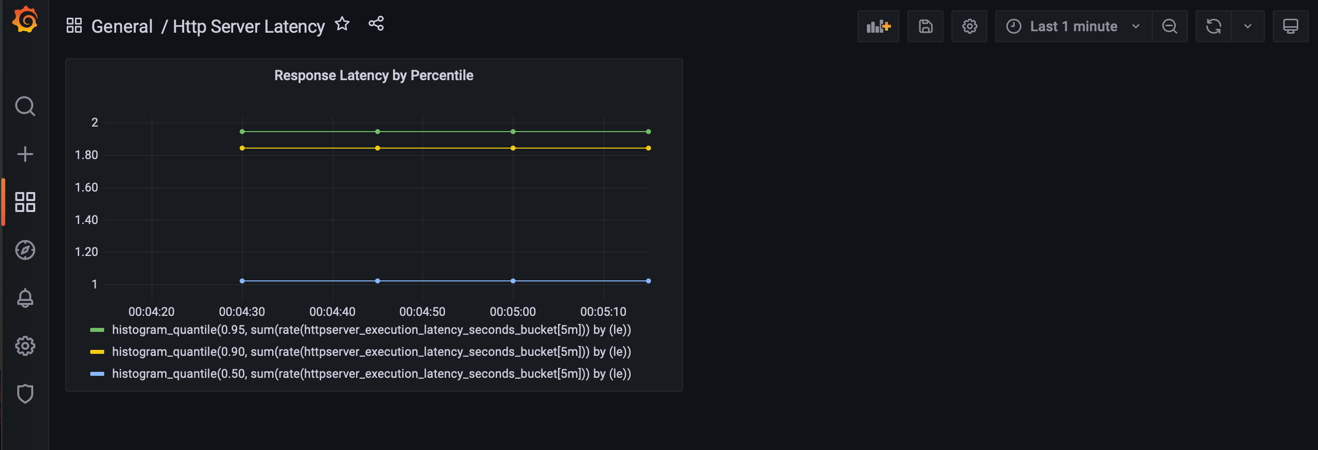 General / Http Server Latency
Last 1 minute
Response Latency by Percentile
2
1.80
1.60
1.40
1.20
1
00:04:20 00:04:30 00:04:40 00:04:50 00:05:00 00:05:10
histogram_quantile(0.95, sum(rate(httpserver_execution_latency_seconds_bucket[5m])) by (le))
histogram_quantile(0.90, sum(rate(httpserver_execution_latency_seconds_bucket[5m])) by (le))
histogram_quantile(0.50, sum(rate(httpserver_execution_latency_seconds_bucket[5m])) by (le))